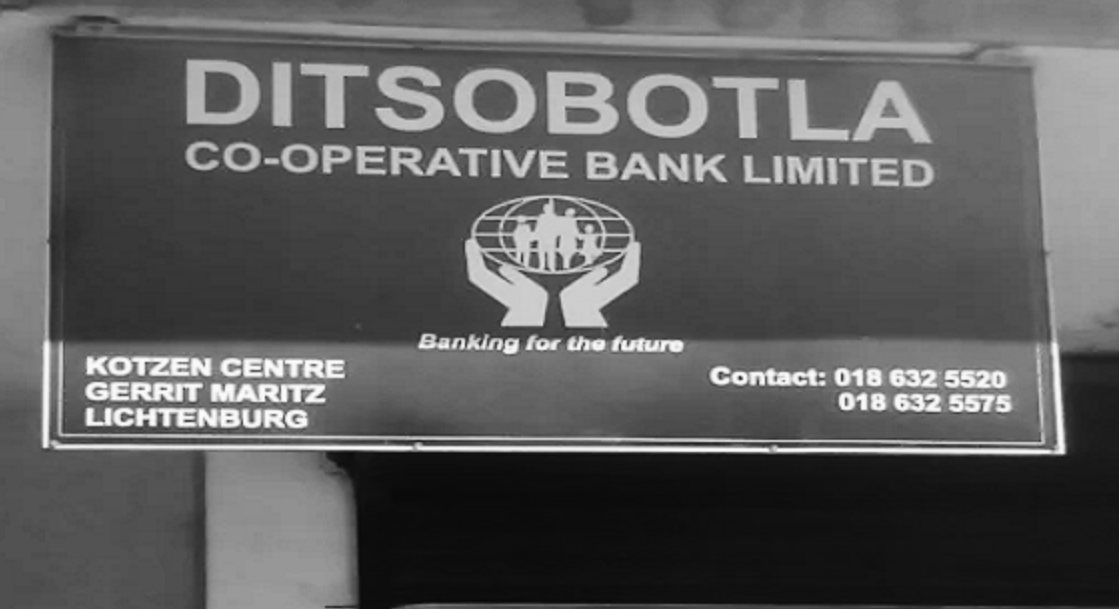 DITSOBOTLA
CO-OPERATIVE BANK LIMITED
Banking for the future
KOTZEN CENTRE
GERRIT MARITZ
LICHTENBURG
Contact: 018 632 5520
018 632 5575